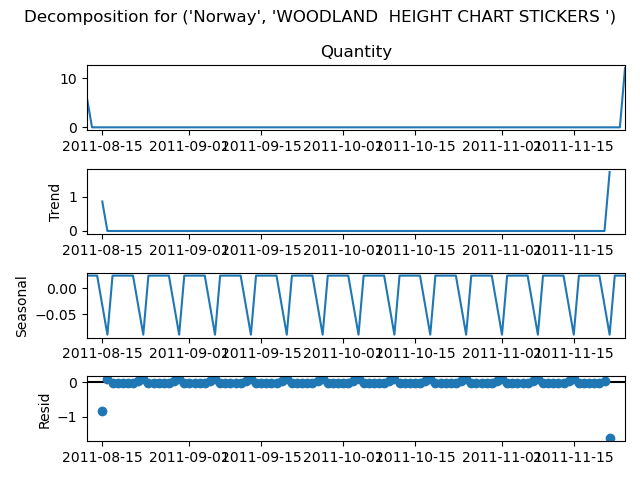 Decomposition for ('Norway', 'WOODLAND  HEIGHT CHART STICKERS ')
Quantity
10
0
2011-08-15 2011-09-01 2011-09-15 2011-10-01 2011-10-15 2011-11-01 2011-11-15
Trend
1
0
2011-08-15 2011-09-01 2011-09-15 2011-10-01 2011-10-15 2011-11-01 2011-11-15
Seasonal
0.00
−0.05
2011-08-15 2011-09-01 2011-09-15 2011-10-01 2011-10-15 2011-11-01 2011-11-15
Resid
0
−1
2011-08-15 2011-09-01 2011-09-15 2011-10-01 2011-10-15 2011-11-01 2011-11-15